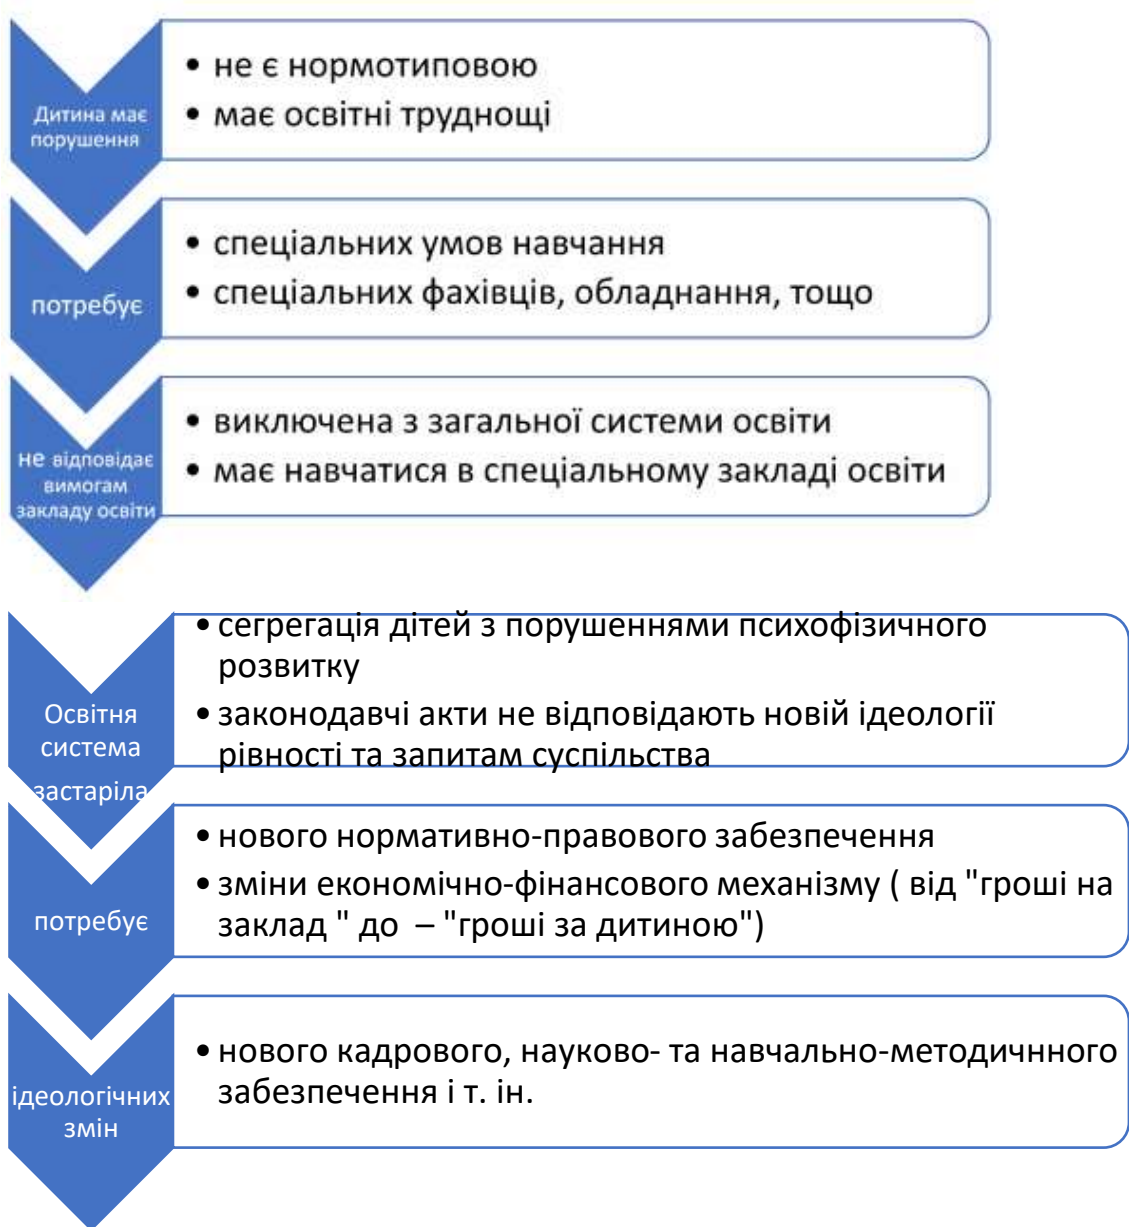 Дитина має
порушення
• не є нормотиповою
• має освітні труднощі
потребує
• спеціальних умов навчання
• спеціальних фахівців, обладнання, тощо
не відповідає
вимогам
закладу освіти
• виключена з загальної системи освіти
• має навчатися в спеціальному закладі освіти
Освітня
система
застаріла
• сегрегація дітей з порушеннями психофізичного
розвитку
• законодавчі акти не відповідають новій ідеології
рівності та запитам суспільства
потребує
• нового нормативно-правового забезпечення
• зміни економічно-фінансового механізму ( від "гроші на
заклад " до – "гроші за дитиною")
ідеологічних
змін
• нового кадрового, науково- та навчально-методичнного
забезпечення і т. ін.